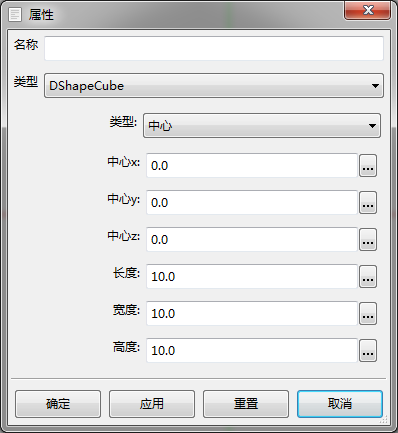 属性
名称
类型 DShapeCube
类型: 中心
中心x: 0.0 ...
中心y: 0.0 ...
中心z: 0.0 ...
长度: 10.0 ...
宽度: 10.0 ...
高度: 10.0 ...
确定 应用 重置 取消